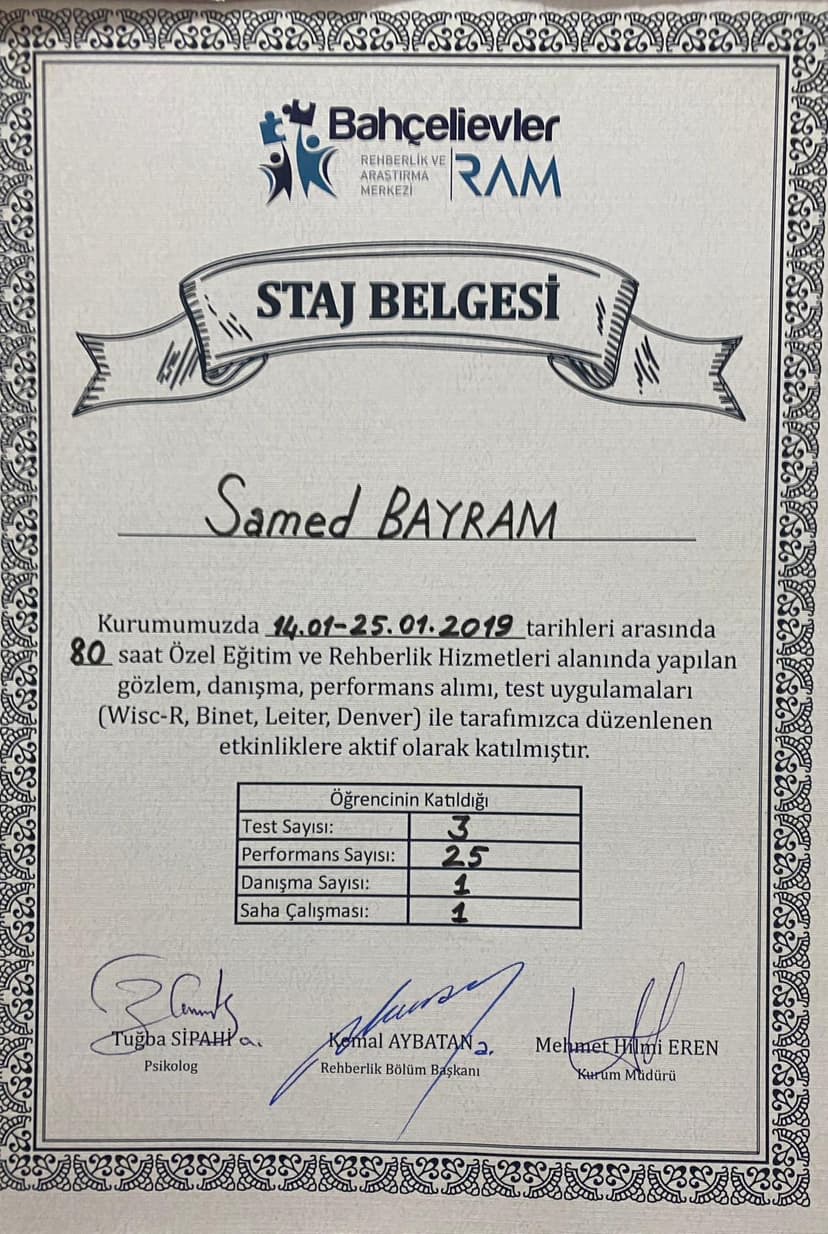 Bahçelievler
REHBERLİK VE
ARAŞTIRMA
MERKEZİ
RAM
STAJ BELGESİ
Samed BAYRAM
Kurumumuzda 14.01-25.01.2019 tarihleri arasında
80 saat Özel Eğitim ve Rehberlik Hizmetleri alanında yapılan
gözlem, danışma, performans alımı, test uygulamaları
(Wisc-R, Binet, Leiter, Denver) ile tarafımızca düzenlenen
etkinliklere aktif olarak katılmıştır.
Öğrencinin Katıldığı
Test Sayısı: 3
Performans Sayısı: 25
Danışma Sayısı: 1
Saha Çalışması: 1
Tuğba SİPAHİ a. Kemal AYBATAN a. Mehmet Hilmi EREN
Psikolog Rehberlik Bölüm Başkanı Kurum Müdürü